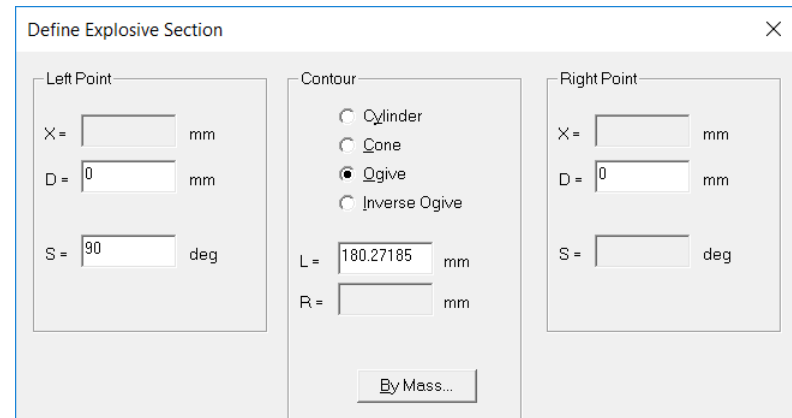 Define Explosive Section
Left Point
X = mm
D = 0 mm
S = 90 deg
Contour
Cylinder
Cone
Ogive
Inverse Ogive
L = 180.27185 mm
R = mm
By Mass...
Right Point
X = mm
D = 0 mm
S = deg